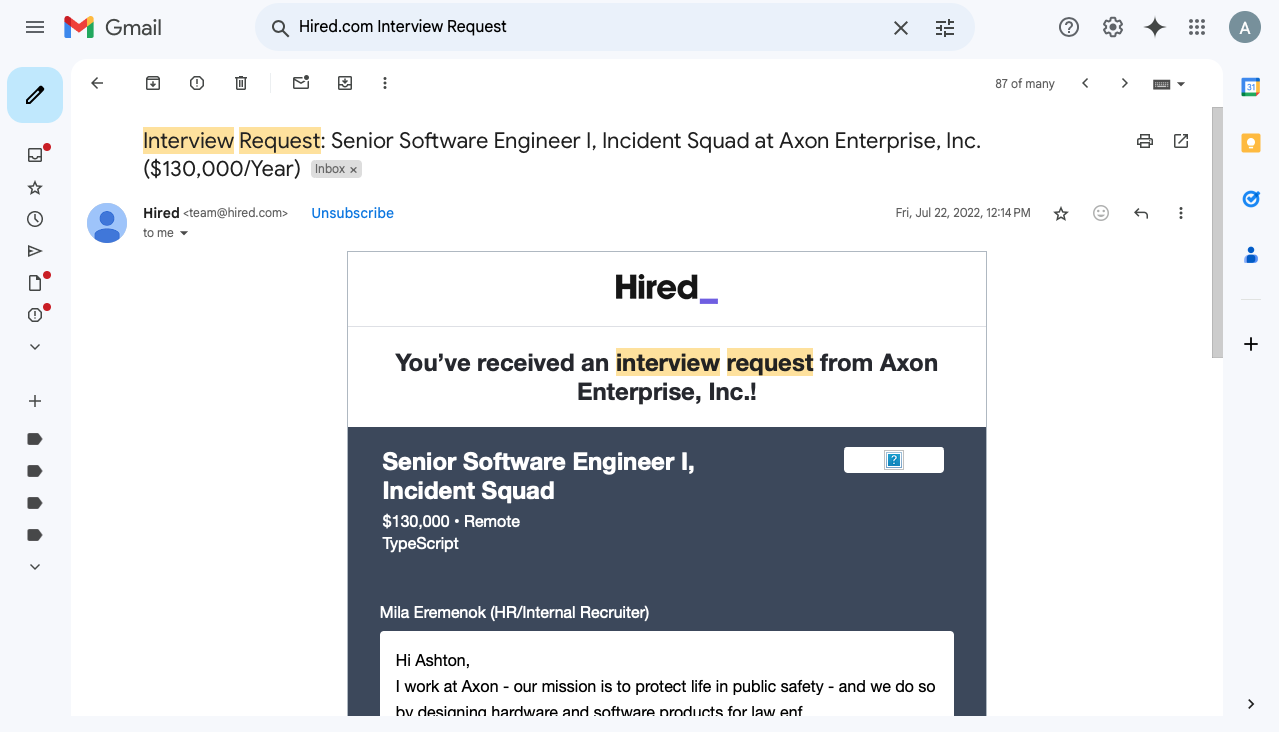 Gmail
Hired.com Interview Request
A
87 of many
31
Interview Request: Senior Software Engineer I, Incident Squad at Axon Enterprise, Inc.
($130,000/Year) Inbox ×
Hired <team@hired.com> Unsubscribe
Fri, Jul 22, 2022, 12:14 PM
to me
Hired_
You’ve received an interview request from Axon
Enterprise, Inc.!
Senior Software Engineer I,
Incident Squad
$130,000 • Remote
TypeScript
Mila Eremenok (HR/Internal Recruiter)
Hi Ashton,
I work at Axon - our mission is to protect life in public safety - and we do so
by designing hardware and software products for law enf